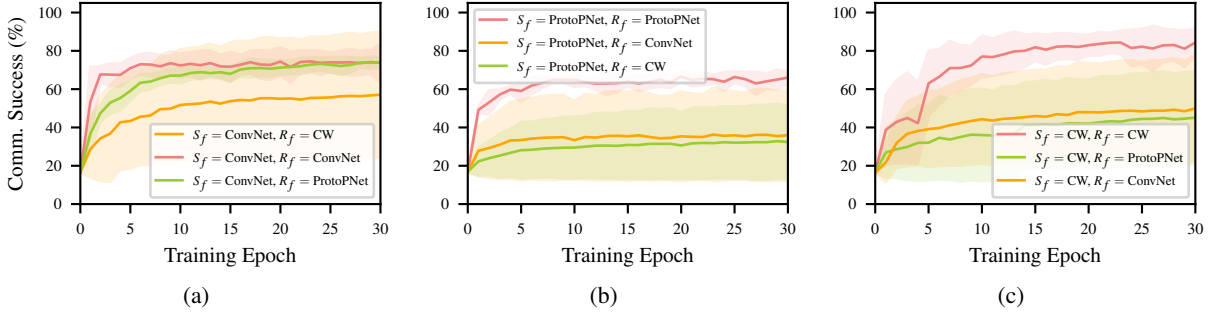 Comm. Success (%)
100
80
60
40
20
0
S_f = ConvNet, R_f = CW
S_f = ConvNet, R_f = ConvNet
S_f = ConvNet, R_f = ProtoPNet
0 5 10 15 20 25 30
Training Epoch
(a)
100
80
60
40
20
0
S_f = ProtoPNet, R_f = ProtoPNet
S_f = ProtoPNet, R_f = ConvNet
S_f = ProtoPNet, R_f = CW
0 5 10 15 20 25 30
Training Epoch
(b)
100
80
60
40
20
0
S_f = CW, R_f = CW
S_f = CW, R_f = ProtoPNet
S_f = CW, R_f = ConvNet
0 5 10 15 20 25 30
Training Epoch
(c)